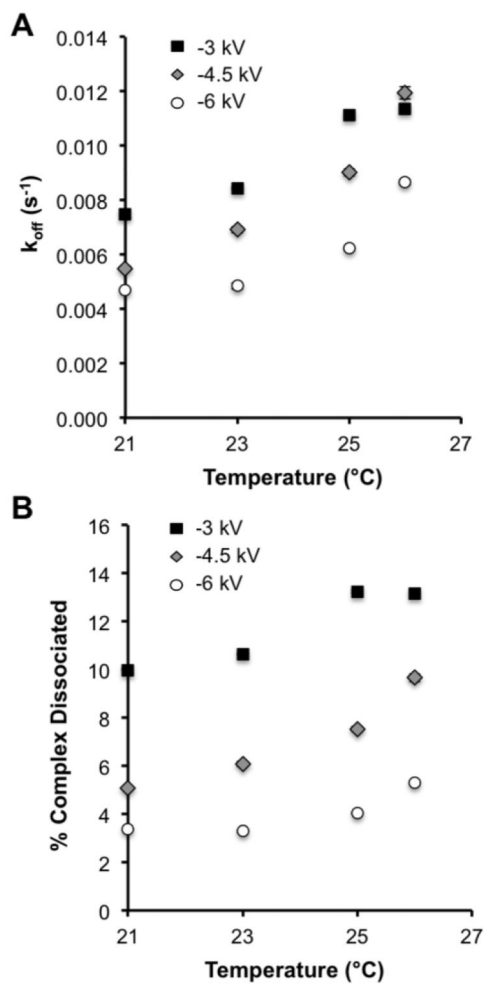 A
0.014
0.012
0.010
0.008
0.006
0.004
0.002
0.000
k_off (s⁻¹)
-3 kV
-4.5 kV
-6 kV
21 23 25 27
Temperature (°C)
B
16
14
12
10
8
6
4
2
0
% Complex Dissociated
-3 kV
-4.5 kV
-6 kV
21 23 25 27
Temperature (°C)